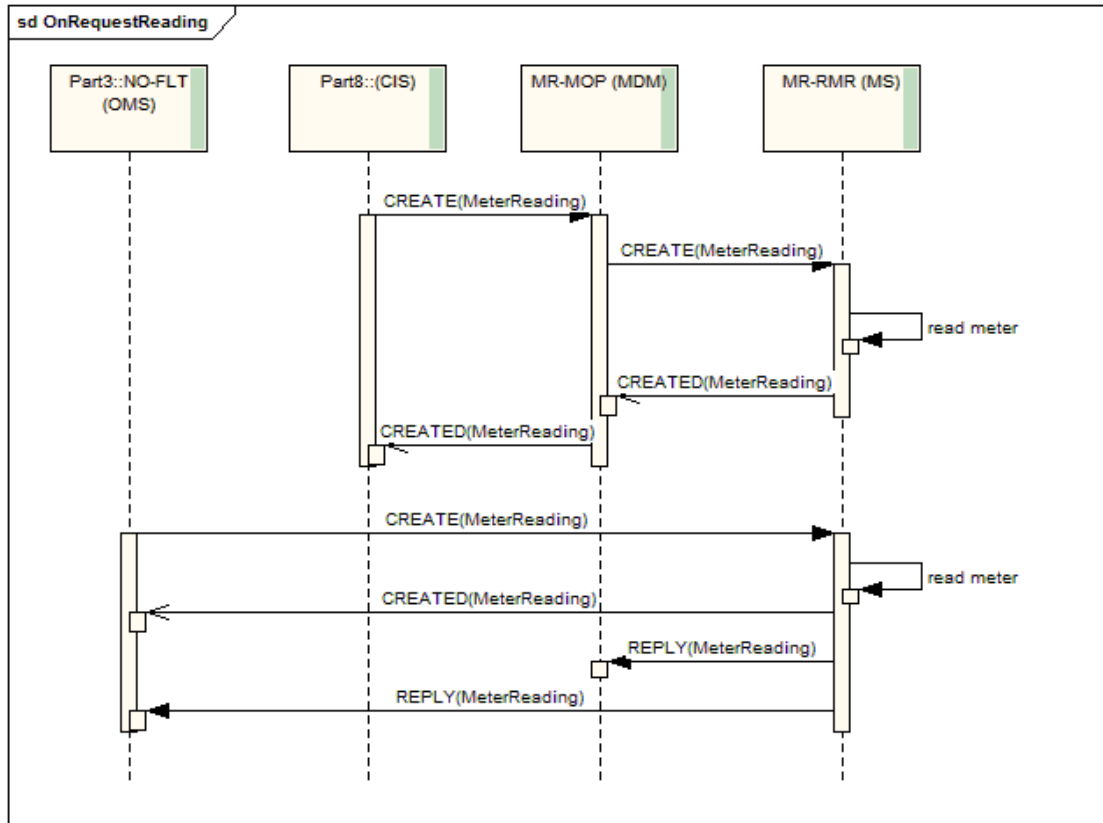 sd OnRequestReading
Part3::NO-FLT
(OMS)
Part8::(CIS)
MR-MOP (MDM)
MR-RMR (MS)
CREATE(MeterReading)
CREATE(MeterReading)
read meter
CREATED(MeterReading)
CREATED(MeterReading)
CREATE(MeterReading)
read meter
CREATED(MeterReading)
REPLY(MeterReading)
REPLY(MeterReading)